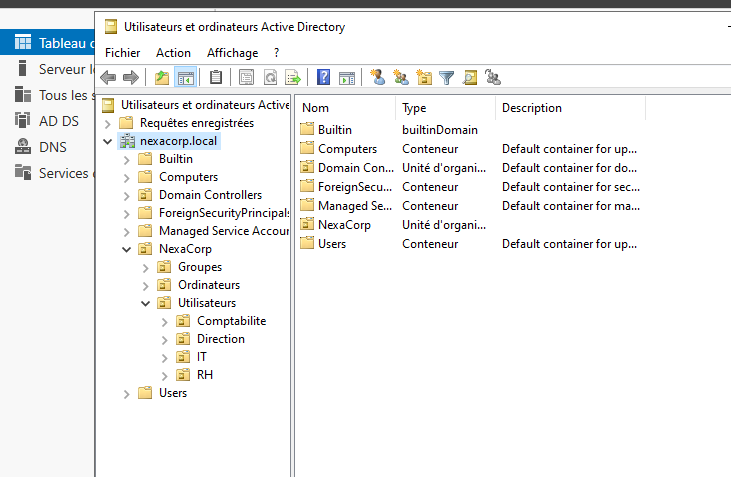 Utilisateurs et ordinateurs Active Directory
Fichier Action Affichage ?
Tableau d
Serveur l
Tous les s
AD DS
DNS
Services d
Utilisateurs et ordinateurs Active
Requêtes enregistrées
nexacorp.local
Builtin
Computers
Domain Controllers
ForeignSecurityPrincipals
Managed Service Accoun
NexaCorp
Groupes
Ordinateurs
Utilisateurs
Comptabilite
Direction
IT
RH
Users
Nom Type Description
Builtin builtinDomain
Computers Conteneur Default container for up...
Domain Con... Unité d'organi... Default container for do...
ForeignSecu... Conteneur Default container for sec...
Managed Se... Conteneur Default container for ma...
NexaCorp Unité d'organi...
Users Conteneur Default container for up...